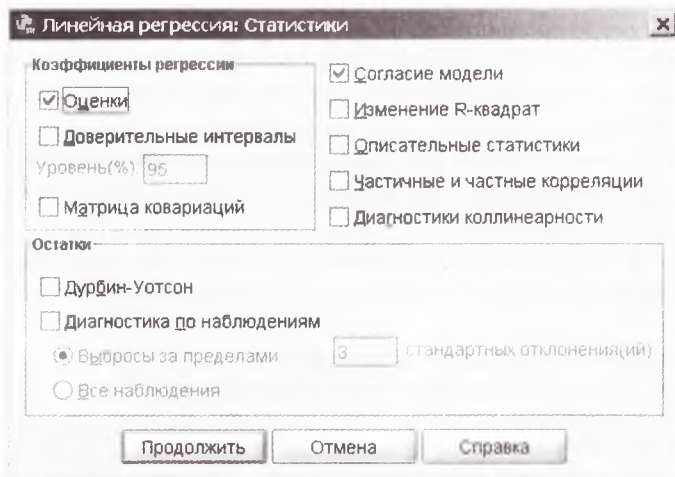 Линейная регрессия: Статистики
Коэффициенты регрессии
Оценки
Доверительные интервалы
Уровень(%) 95
Матрица ковариаций
Согласие модели
Изменение R-квадрат
Описательные статистики
Частичные и частные корреляции
Диагностики коллинеарности
Остатки
Дурбин-Уотсон
Диагностика по наблюдениям
Выбросы за пределами 3 стандартных отклонения(ий)
Все наблюдения
Продолжить Отмена Справка